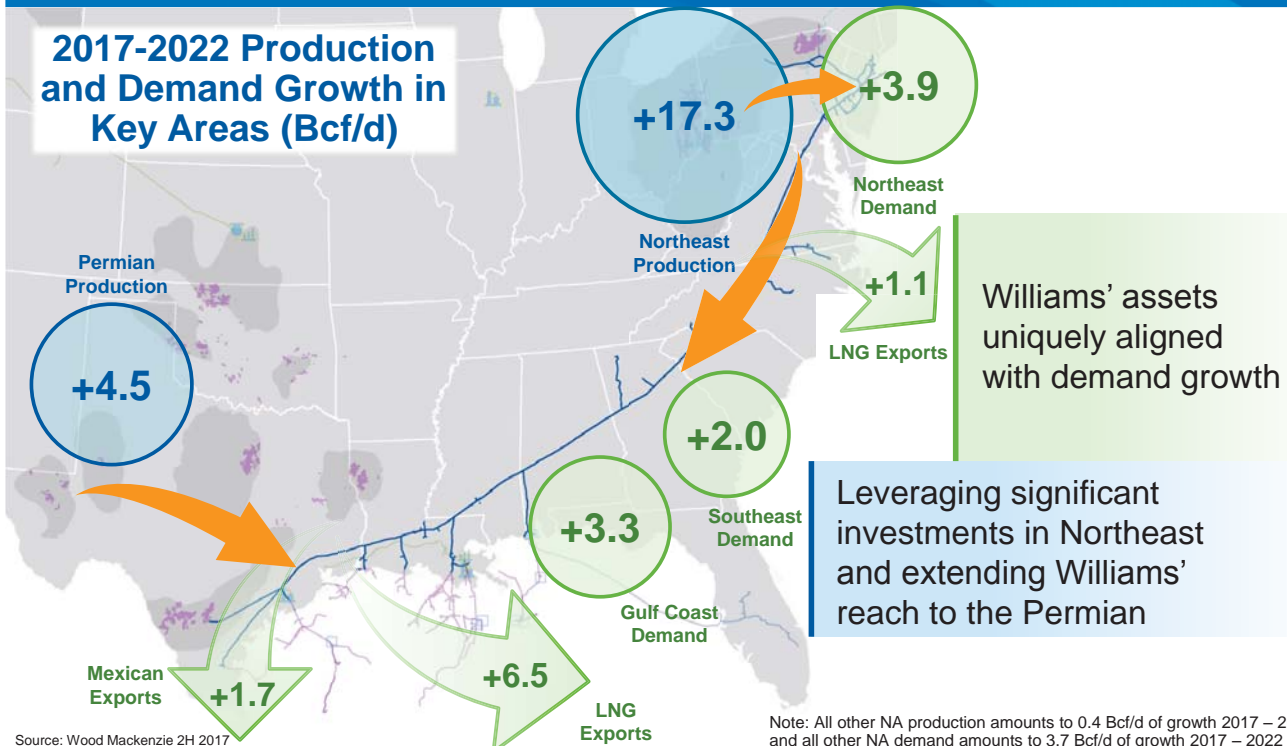 2017-2022 Production
and Demand Growth in
Key Areas (Bcf/d)
+17.3
+3.9
Northeast
Demand
Northeast
Production
Permian
Production
+4.5
+1.1
LNG Exports
Williams’ assets
uniquely aligned
with demand growth
+2.0
Southeast
Demand
+3.3
Gulf Coast
Demand
Leveraging significant
investments in Northeast
and extending Williams’
reach to the Permian
Mexican
Exports
+1.7
+6.5
LNG
Exports
Source: Wood Mackenzie 2H 2017
Note: All other NA production amounts to 0.4 Bcf/d of growth 2017 – 2
and all other NA demand amounts to 3.7 Bcf/d of growth 2017 – 2022